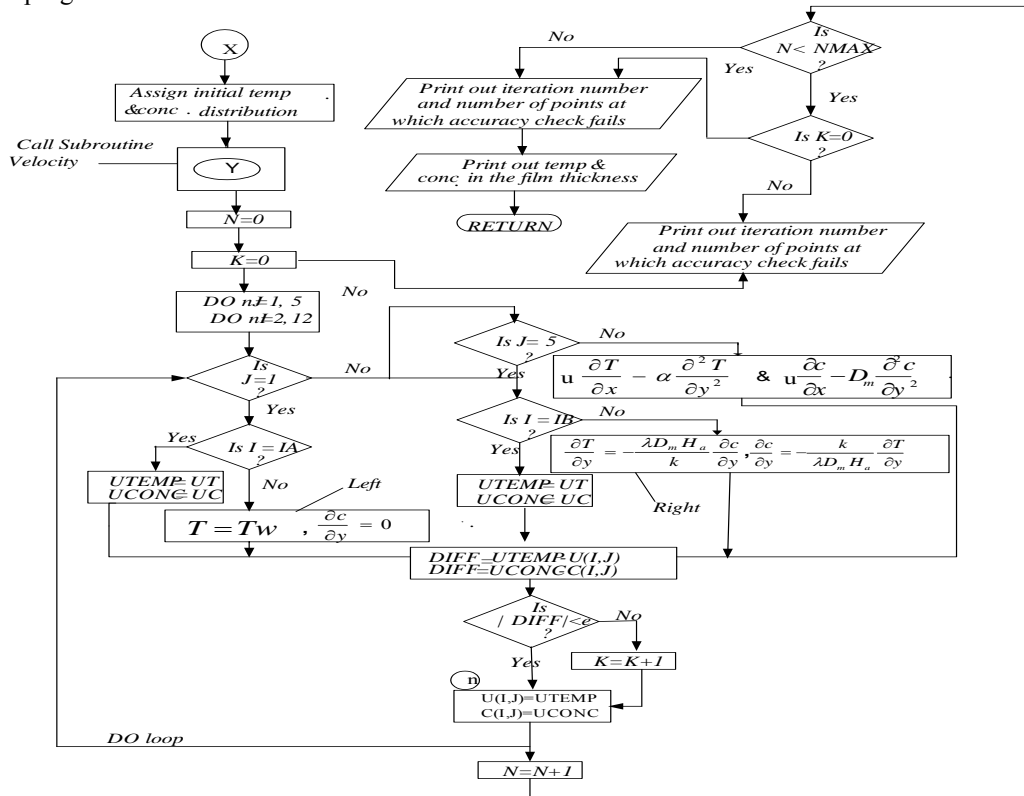 X
Assign initial temp .
&conc . distribution
Call Subroutine
Velocity
Y
N=0
K=0
DO nJ=1, 5
DO nI=2, 12
No
Is
J=1
?
No
Yes
Is I = IA
?
Yes
No
UTEMP=UT
UCONC=UC
Left
T = Tw , ∂c/∂y = 0
Is
N< NMAX
?
No
Yes
Yes
Is K=0
?
No
Print out iteration number
and number of points at
which accuracy check fails
Print out temp &
conc. in the film thickness
RETURN
Print out iteration number
and number of points at
which accuracy check fails
Is J= 5
?
No
Yes
u ∂T/∂x − α ∂²T/∂y² & u ∂c/∂x − D_m ∂²c/∂y² .
Is I = IB
?
No
Yes
∂T/∂y = − λD_m H_a/k ∂c/∂y , ∂c/∂y = − k/λD_m H_a ∂T/∂y
UTEMP=UT
UCONC=UC
Right
DIFF=UTEMP-U(I,J)
DIFF=UCONC-C(I,J)
Is
| DIFF|<e
?
No
Yes
K=K+1
n
U(I,J)=UTEMP
C(I,J)=UCONC
DO loop
N=N+1